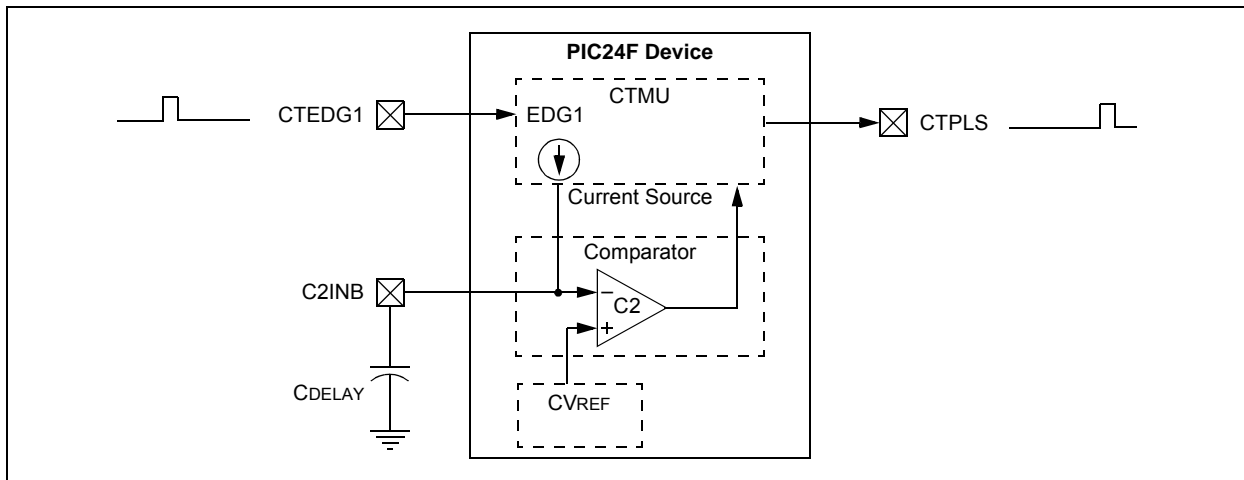 PIC24F Device
CTMU
CTEDG1
EDG1
CTPLS
Current Source
Comparator
C2INB
−
C2
+
CDELAY
CVREF